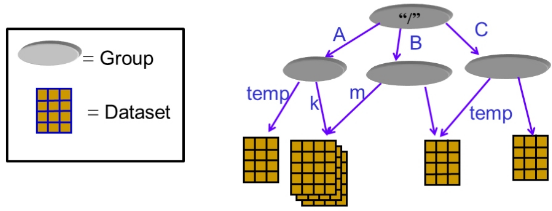 “/”
A
B
C
= Group
= Dataset
temp
k
m
temp